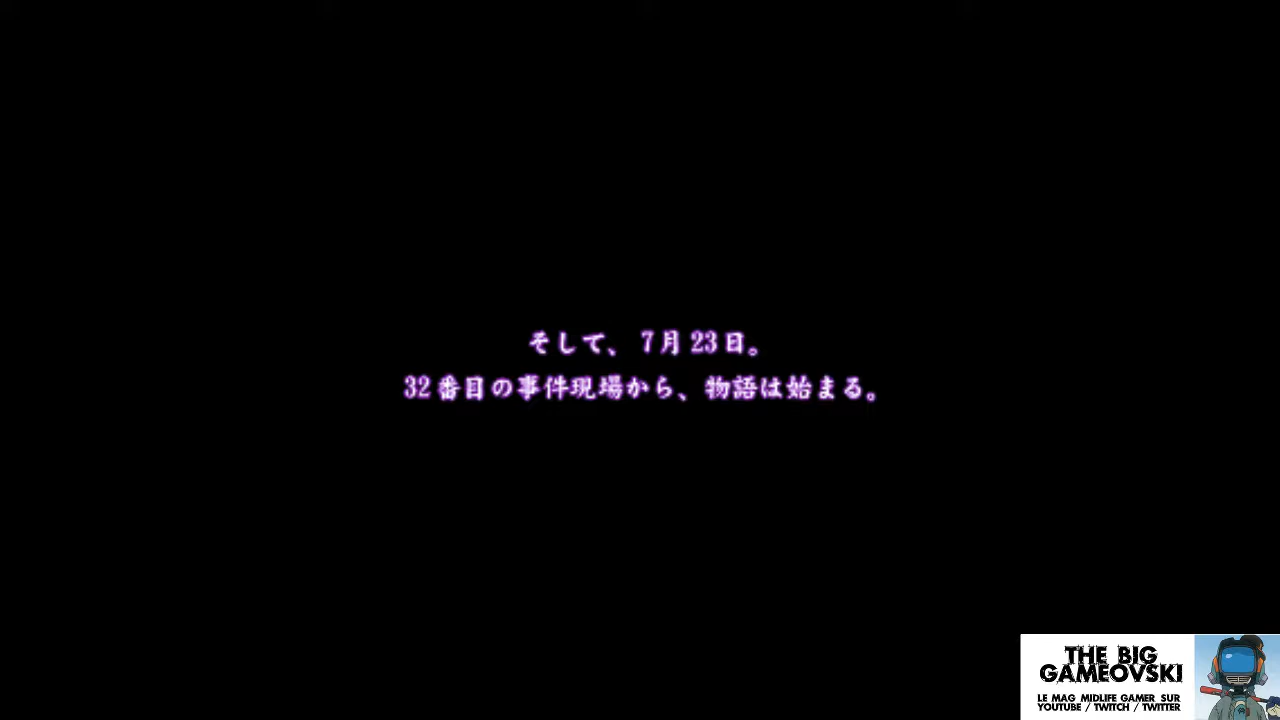 そして、7月23日。
32番目の事件現場から、物語は始まる。
THE BIG
GAMEOVSKI
LE MAG MIDLIFE GAMER SUR
YOUTUBE / TWITCH / TWITTER